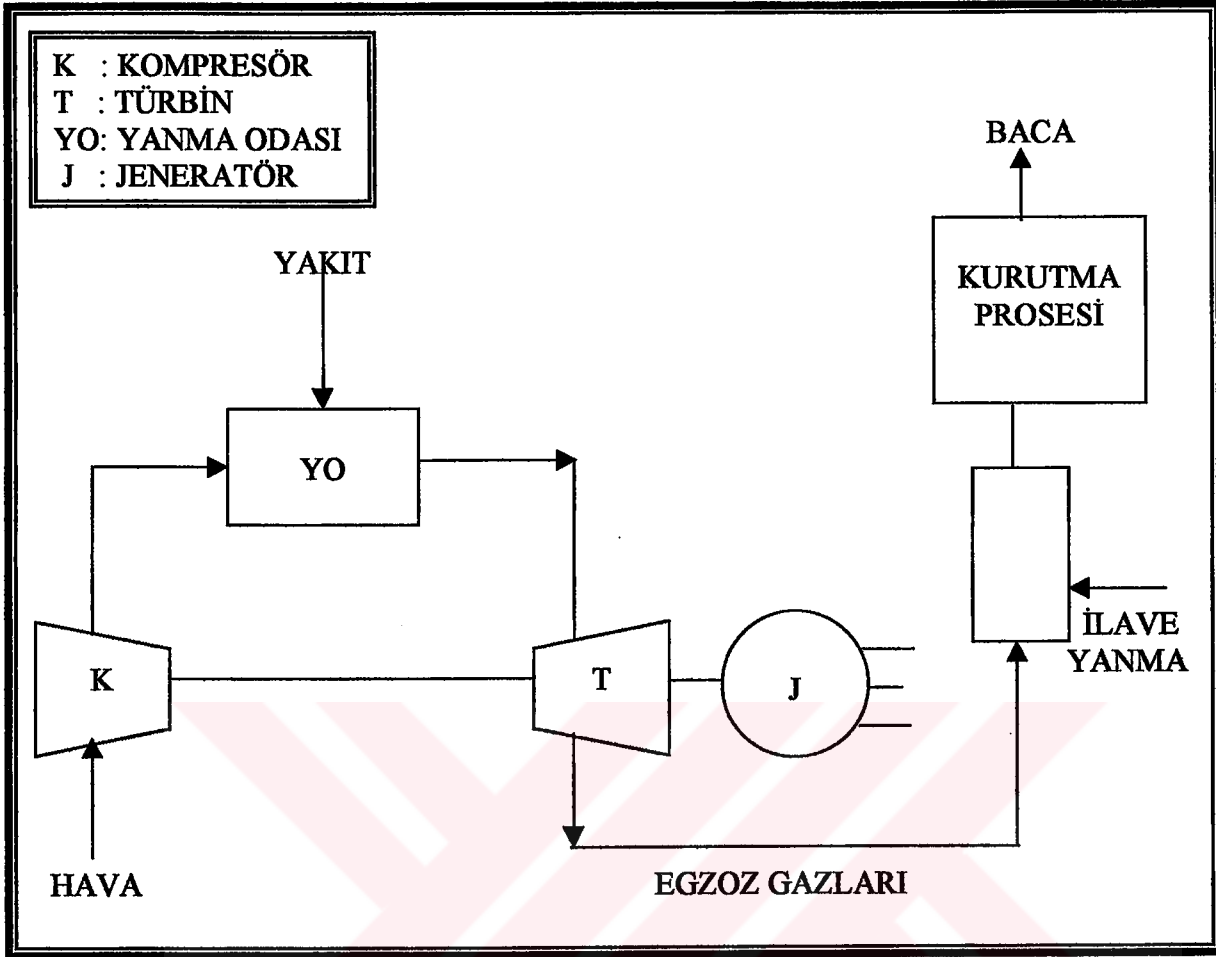 K : KOMPRESÖR
T : TÜRBİN
YO: YANMA ODASI
J : JENERATÖR
BACA
YAKIT
KURUTMA
PROSESİ
YO
İLAVE
YANMA
K
T
J
HAVA
EGZOZ GAZLARI